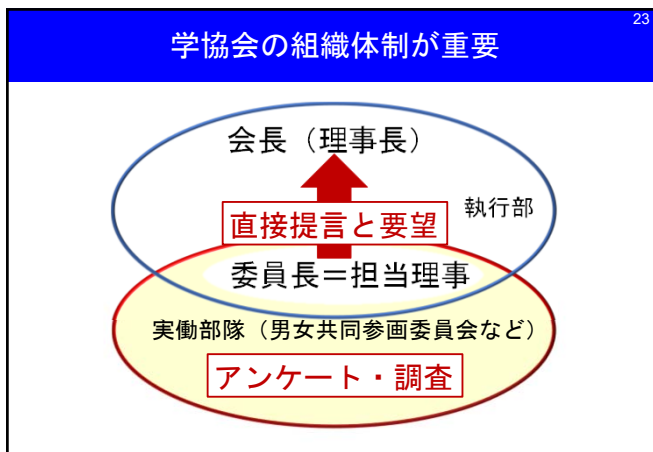 23
学協会の組織体制が重要
会長（理事長）
直接提言と要望
執行部
委員長＝担当理事
実働部隊（男女共同参画委員会など）
アンケート・調査